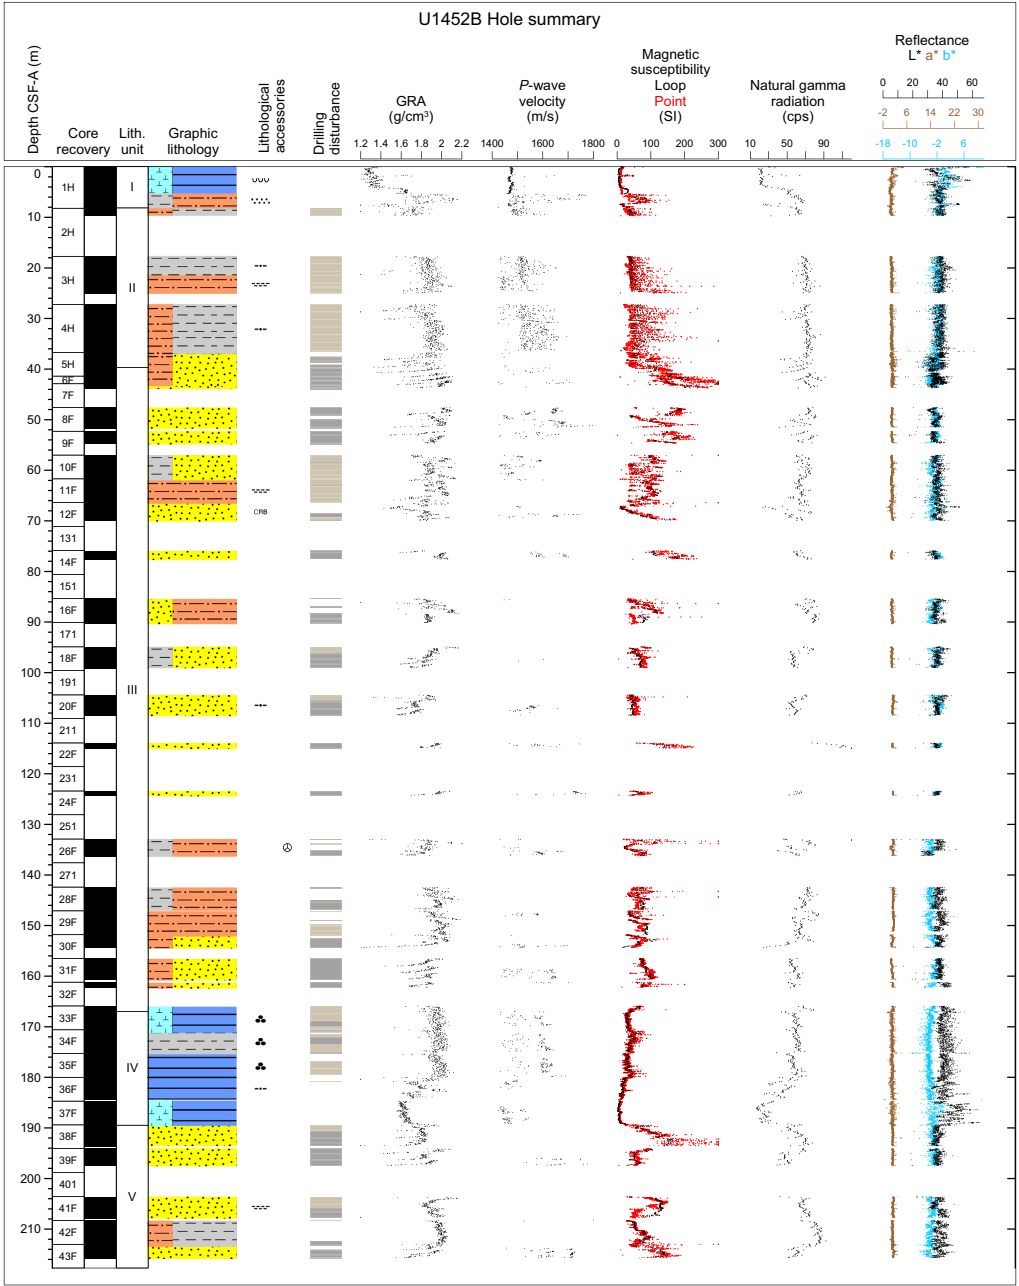 U1452B Hole summary
Depth CSF-A (m)
Core
recovery
Lith.
unit
Graphic
lithology
Lithological
accessories
Drilling
disturbance
GRA
(g/cm³)
1.2 1.4 1.6 1.8 2 2.2
P-wave
velocity
(m/s)
1400 1600 1800
Magnetic
susceptibility
Loop
Point
(SI)
0 100 200 300
Natural gamma
radiation
(cps)
10 50 90
Reflectance
L* a* b*
0 20 40 60
-2 6 14 22 30
-18 -10 -2 6
0
10
20
30
40
50
60
70
80
90
100
110
120
130
140
150
160
170
180
190
200
210
1H
2H
3H
4H
5H
6F
7F
8F
9F
10F
11F
12F
131
14F
151
16F
171
18F
191
20F
211
22F
231
24F
251
26F
271
28F
29F
30F
31F
32F
33F
34F
35F
36F
37F
38F
39F
401
41F
42F
43F
I
II
III
IV
V
CRB